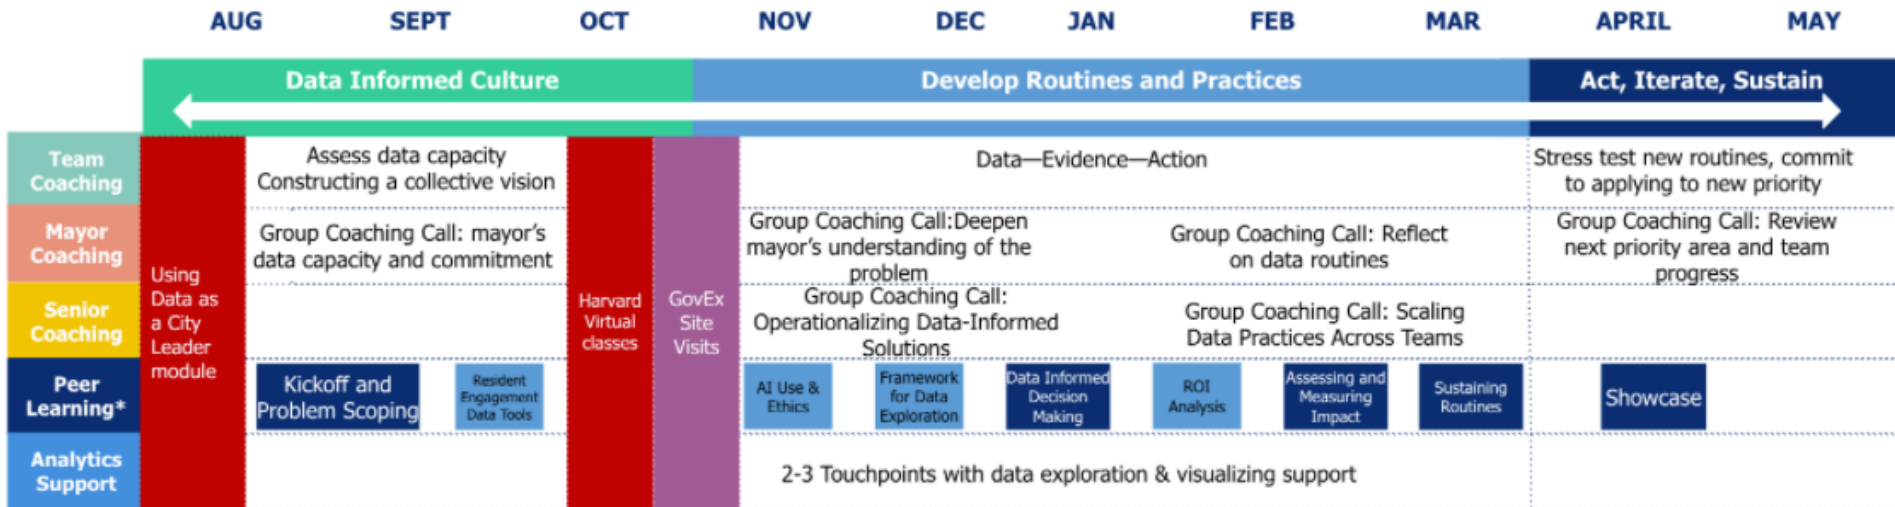 AUG SEPT OCT NOV DEC JAN FEB MAR APRIL MAY
Data Informed Culture
Develop Routines and Practices
Act, Iterate, Sustain
Team
Coaching
Assess data capacity
Constructing a collective vision
Data—Evidence—Action
Stress test new routines, commit
to applying to new priority
Mayor
Coaching
Group Coaching Call: mayor's
data capacity and commitment
Group Coaching Call:Deepen
mayor's understanding of the
problem
Group Coaching Call: Reflect
on data routines
Group Coaching Call: Review
next priority area and team
progress
Using
Data as
a City
Leader
module
Harvard
Virtual
classes
GovEx
Site
Visits
Senior
Coaching
Group Coaching Call:
Operationalizing Data-Informed
Solutions
Group Coaching Call: Scaling
Data Practices Across Teams
Peer
Learning*
Kickoff and
Problem Scoping
Resident
Engagement
Data Tools
AI Use &
Ethics
Framework
for Data
Exploration
Data Informed
Decision
Making
ROI
Analysis
Assessing and
Measuring
Impact
Sustaining
Routines
Showcase
Analytics
Support
2-3 Touchpoints with data exploration & visualizing support